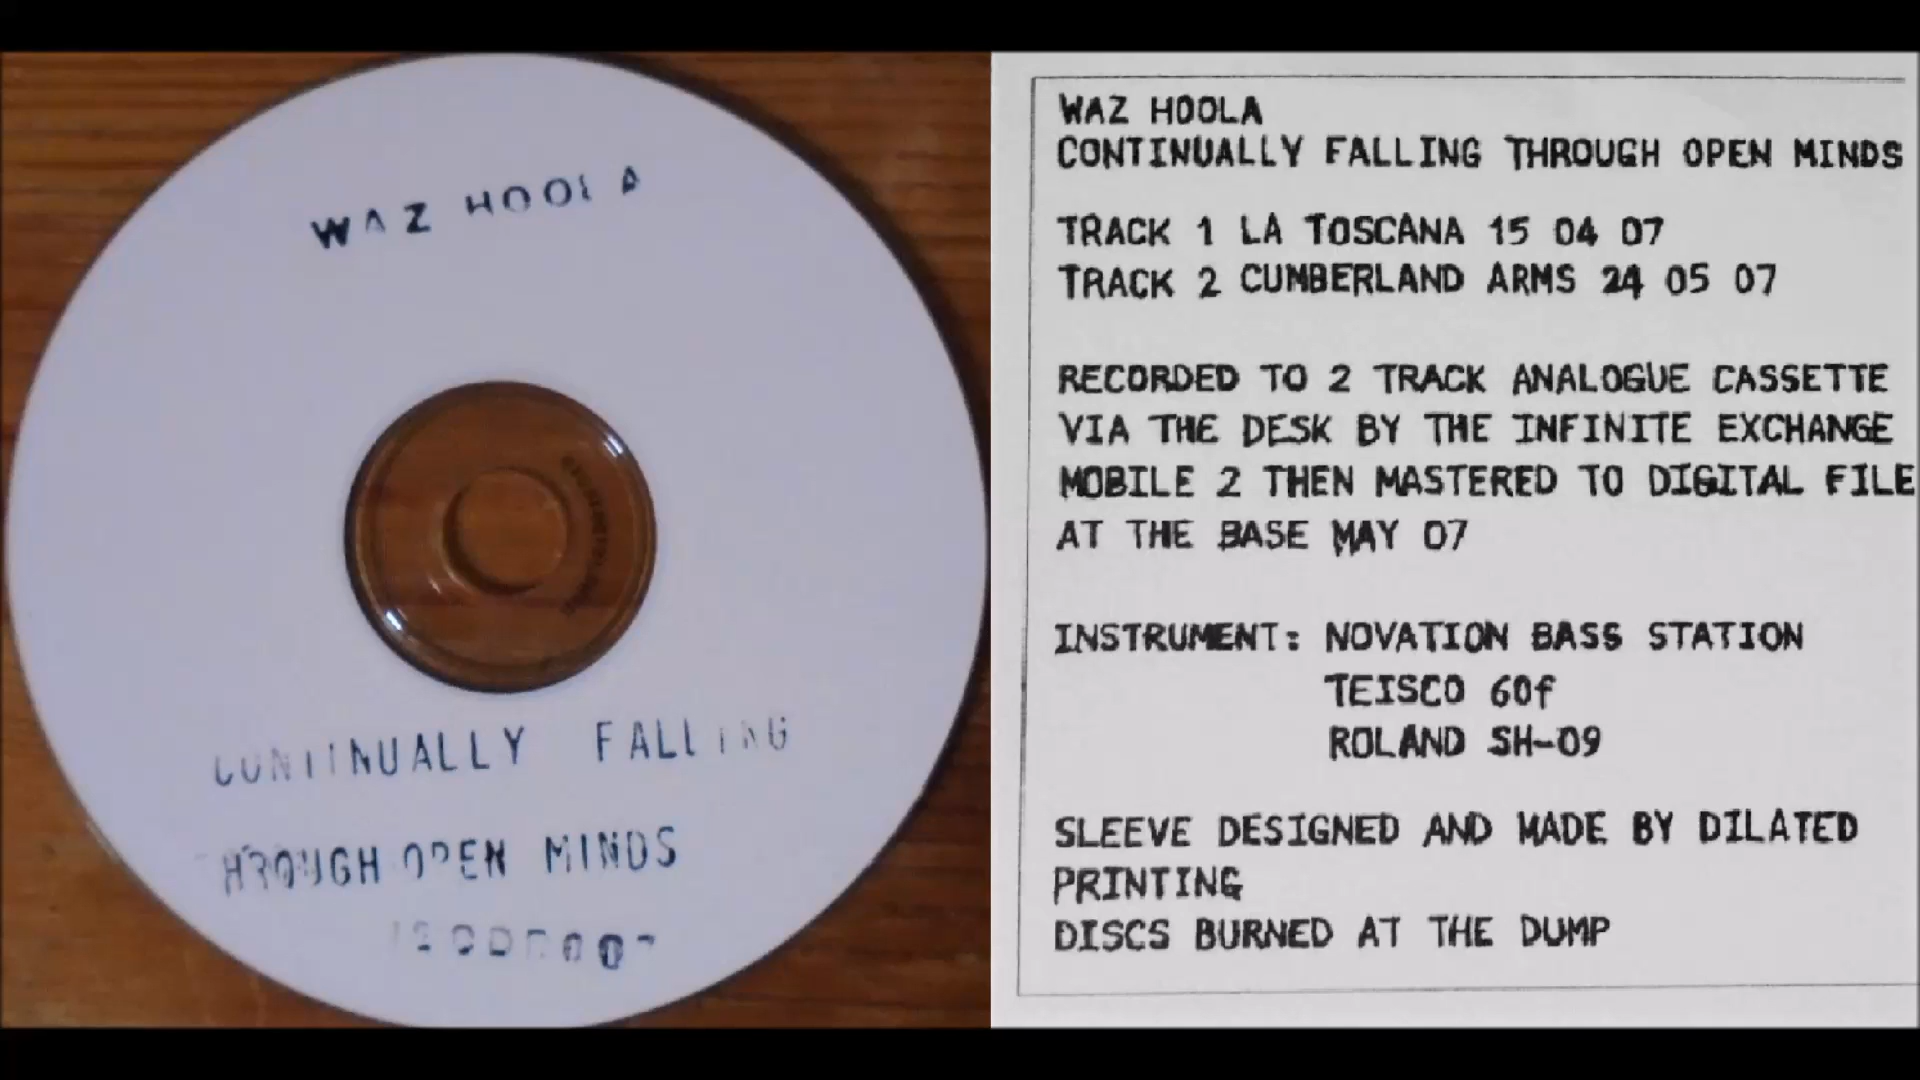 WAZ HOOLA
CONTINUALLY FALLING
THROUGH OPEN MINDS
WAZ HOOLA
CONTINUALLY FALLING THROUGH OPEN MINDS
TRACK 1 LA TOSCANA 15 04 07
TRACK 2 CUMBERLAND ARMS 24 05 07
RECORDED TO 2 TRACK ANALOGUE CASSETTE
VIA THE DESK BY THE INFINITE EXCHANGE
MOBILE 2 THEN MASTERED TO DIGITAL FILE
AT THE BASE MAY 07
INSTRUMENT: NOVATION BASS STATION
TEISCO 60f
ROLAND SH-09
SLEEVE DESIGNED AND MADE BY DILATED
PRINTING
DISCS BURNED AT THE DUMP